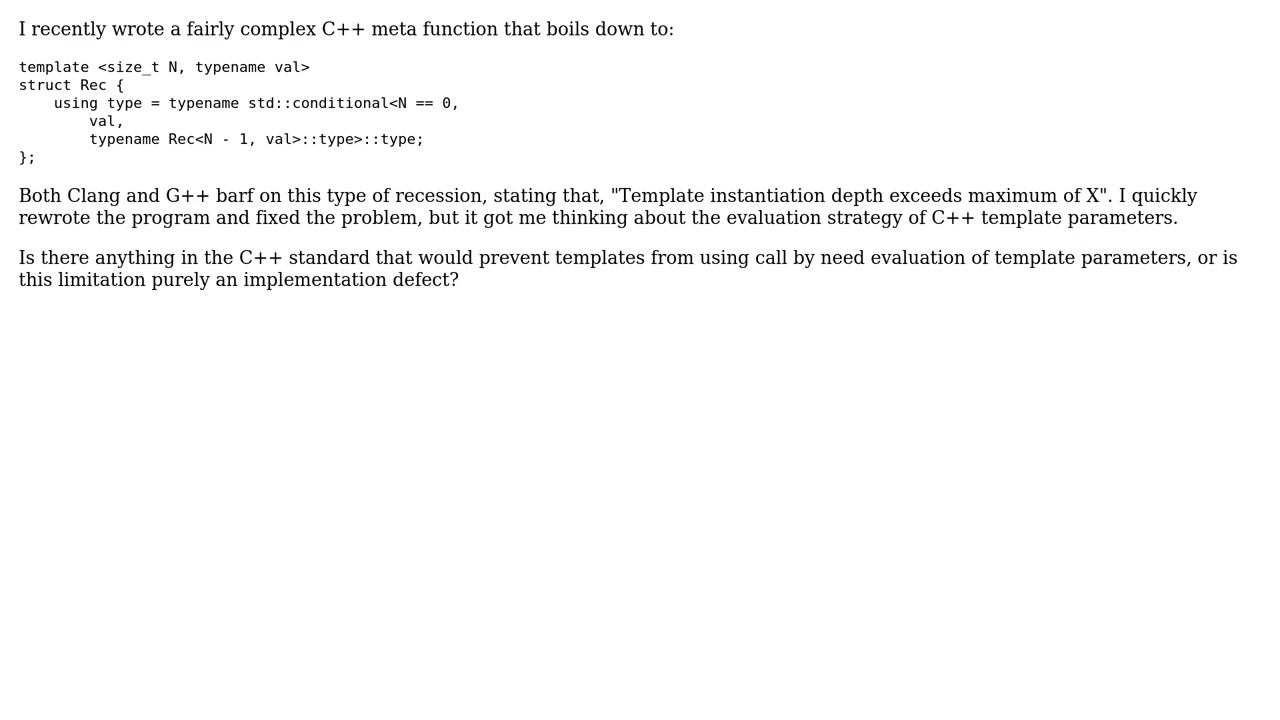 I recently wrote a fairly complex C++ meta function that boils down to:
template <size_t N, typename val>
struct Rec {
    using type = typename std::conditional<N == 0,
        val,
        typename Rec<N - 1, val>::type>::type;
};
Both Clang and G++ barf on this type of recession, stating that, "Template instantiation depth exceeds maximum of X". I quickly
rewrote the program and fixed the problem, but it got me thinking about the evaluation strategy of C++ template parameters.
Is there anything in the C++ standard that would prevent templates from using call by need evaluation of template parameters, or is
this limitation purely an implementation defect?